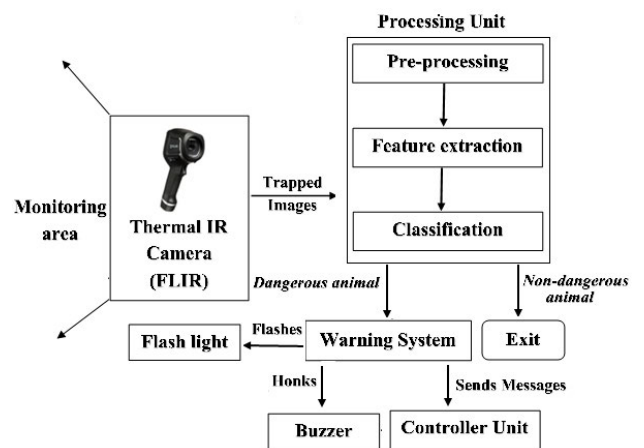 Processing Unit
Pre-processing
Feature extraction
Classification
Monitoring
area
Thermal IR
Camera
(FLIR)
Trapped
Images
Dangerous animal
Non-dangerous
animal
Flash light
Flashes
Warning System
Exit
Honks
Sends Messages
Buzzer
Controller Unit